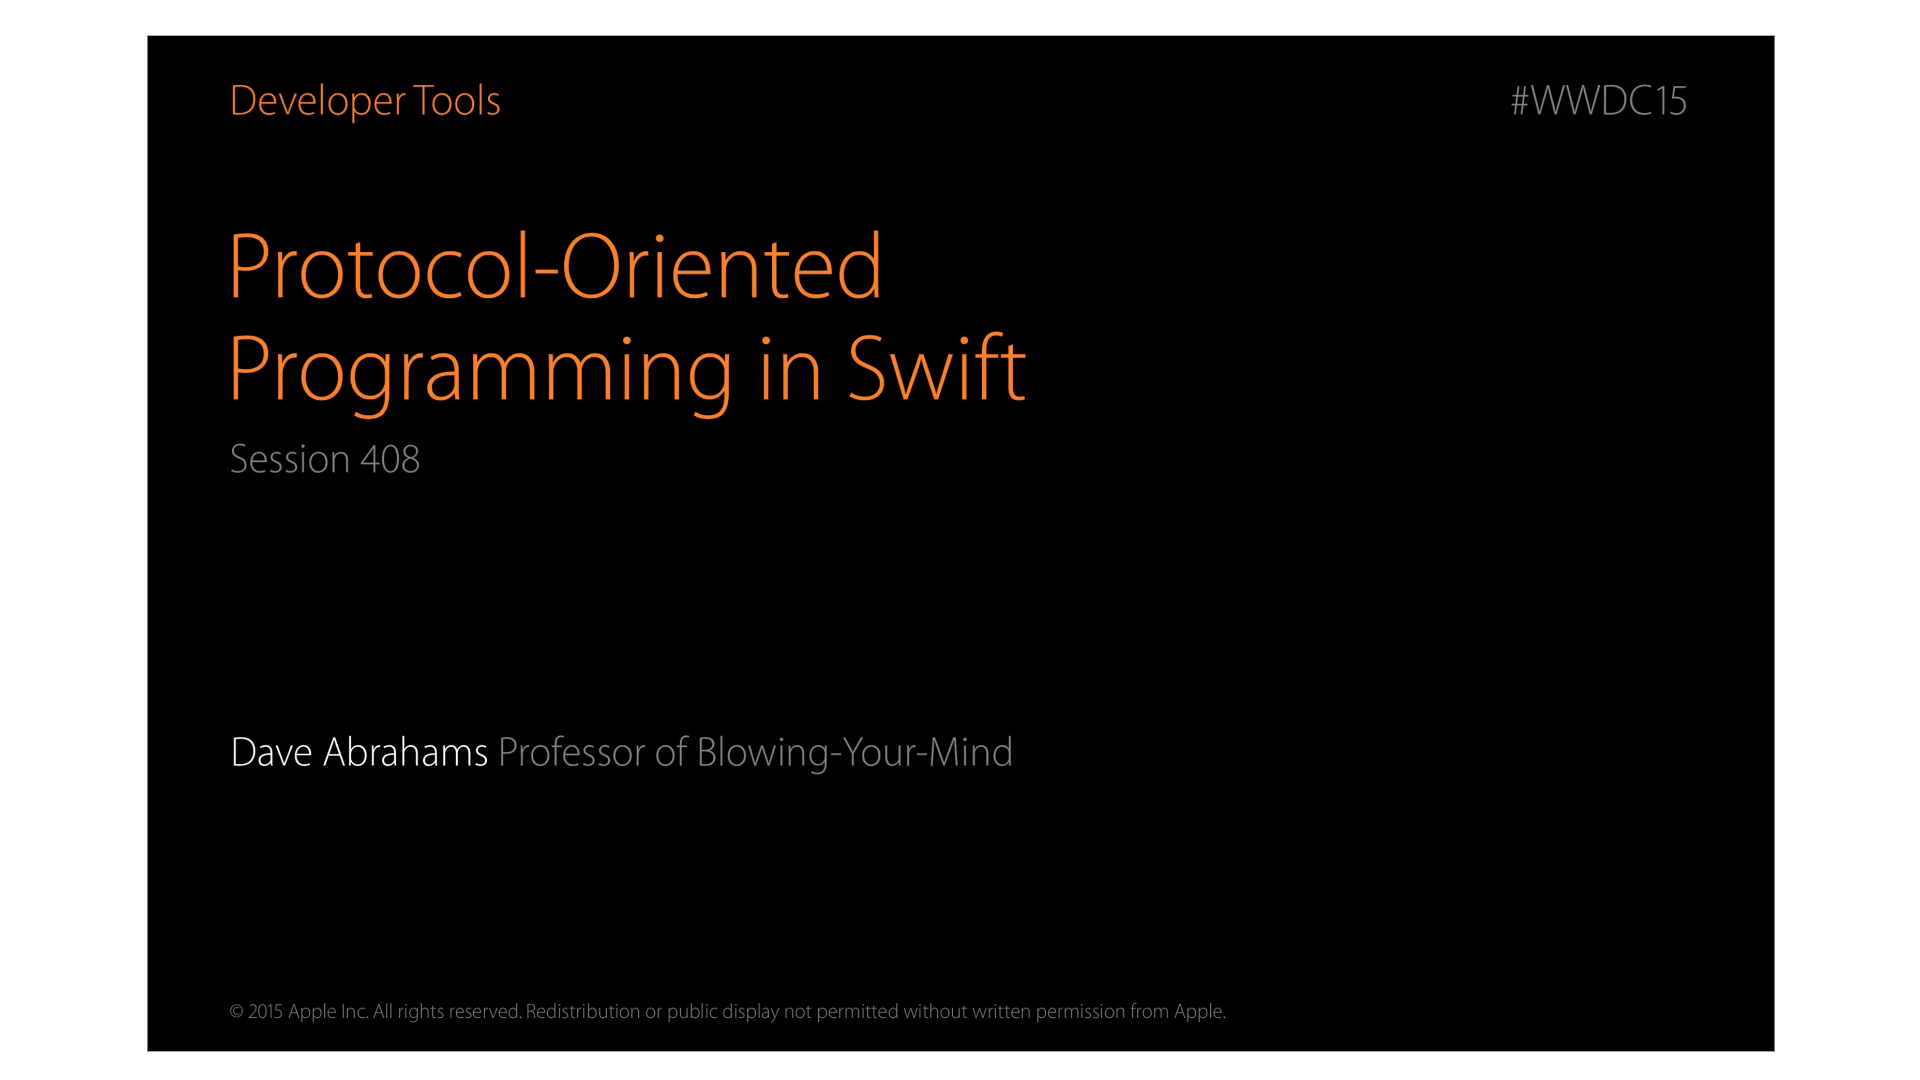 Developer Tools
#WWDC15
Protocol-Oriented
Programming in Swift
Session 408
Dave Abrahams Professor of Blowing-Your-Mind
© 2015 Apple Inc. All rights reserved. Redistribution or public display not permitted without written permission from Apple.